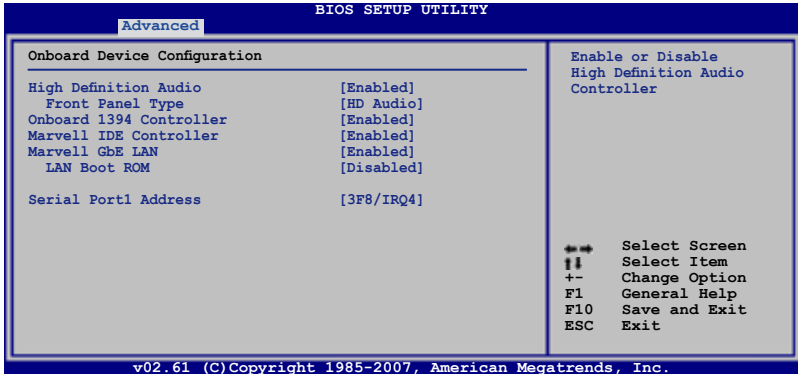 BIOS SETUP UTILITY
Advanced
Onboard Device Configuration
High Definition Audio [Enabled]
Front Panel Type [HD Audio]
Onboard 1394 Controller [Enabled]
Marvell IDE Controller [Enabled]
Marvell GbE LAN [Enabled]
LAN Boot ROM [Disabled]
Serial Port1 Address [3F8/IRQ4]
Enable or Disable
High Definition Audio
Controller
←→ Select Screen
↑↓ Select Item
+- Change Option
F1 General Help
F10 Save and Exit
ESC Exit
v02.61 (C)Copyright 1985-2007, American Megatrends, Inc.